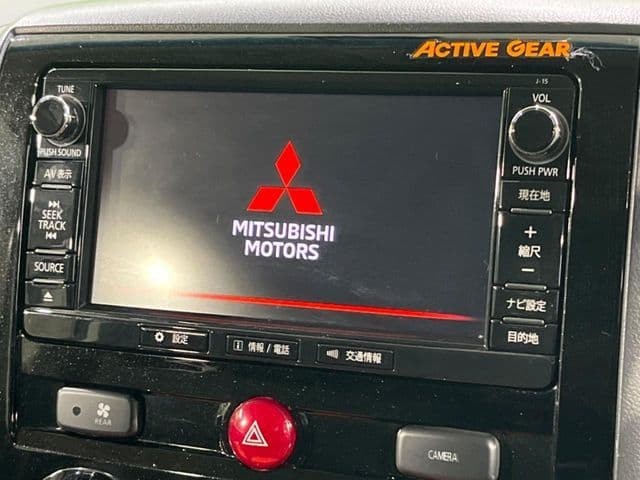 ACTIVE GEAR
J-15
TUNE
PUSH SOUND
AV表示
SEEK
TRACK
SOURCE
MITSUBISHI
MOTORS
VOL
PUSH PWR
現在地
+
縮尺
−
ナビ設定
目的地
設定
情報 / 電話
交通情報
REAR
CAMERA